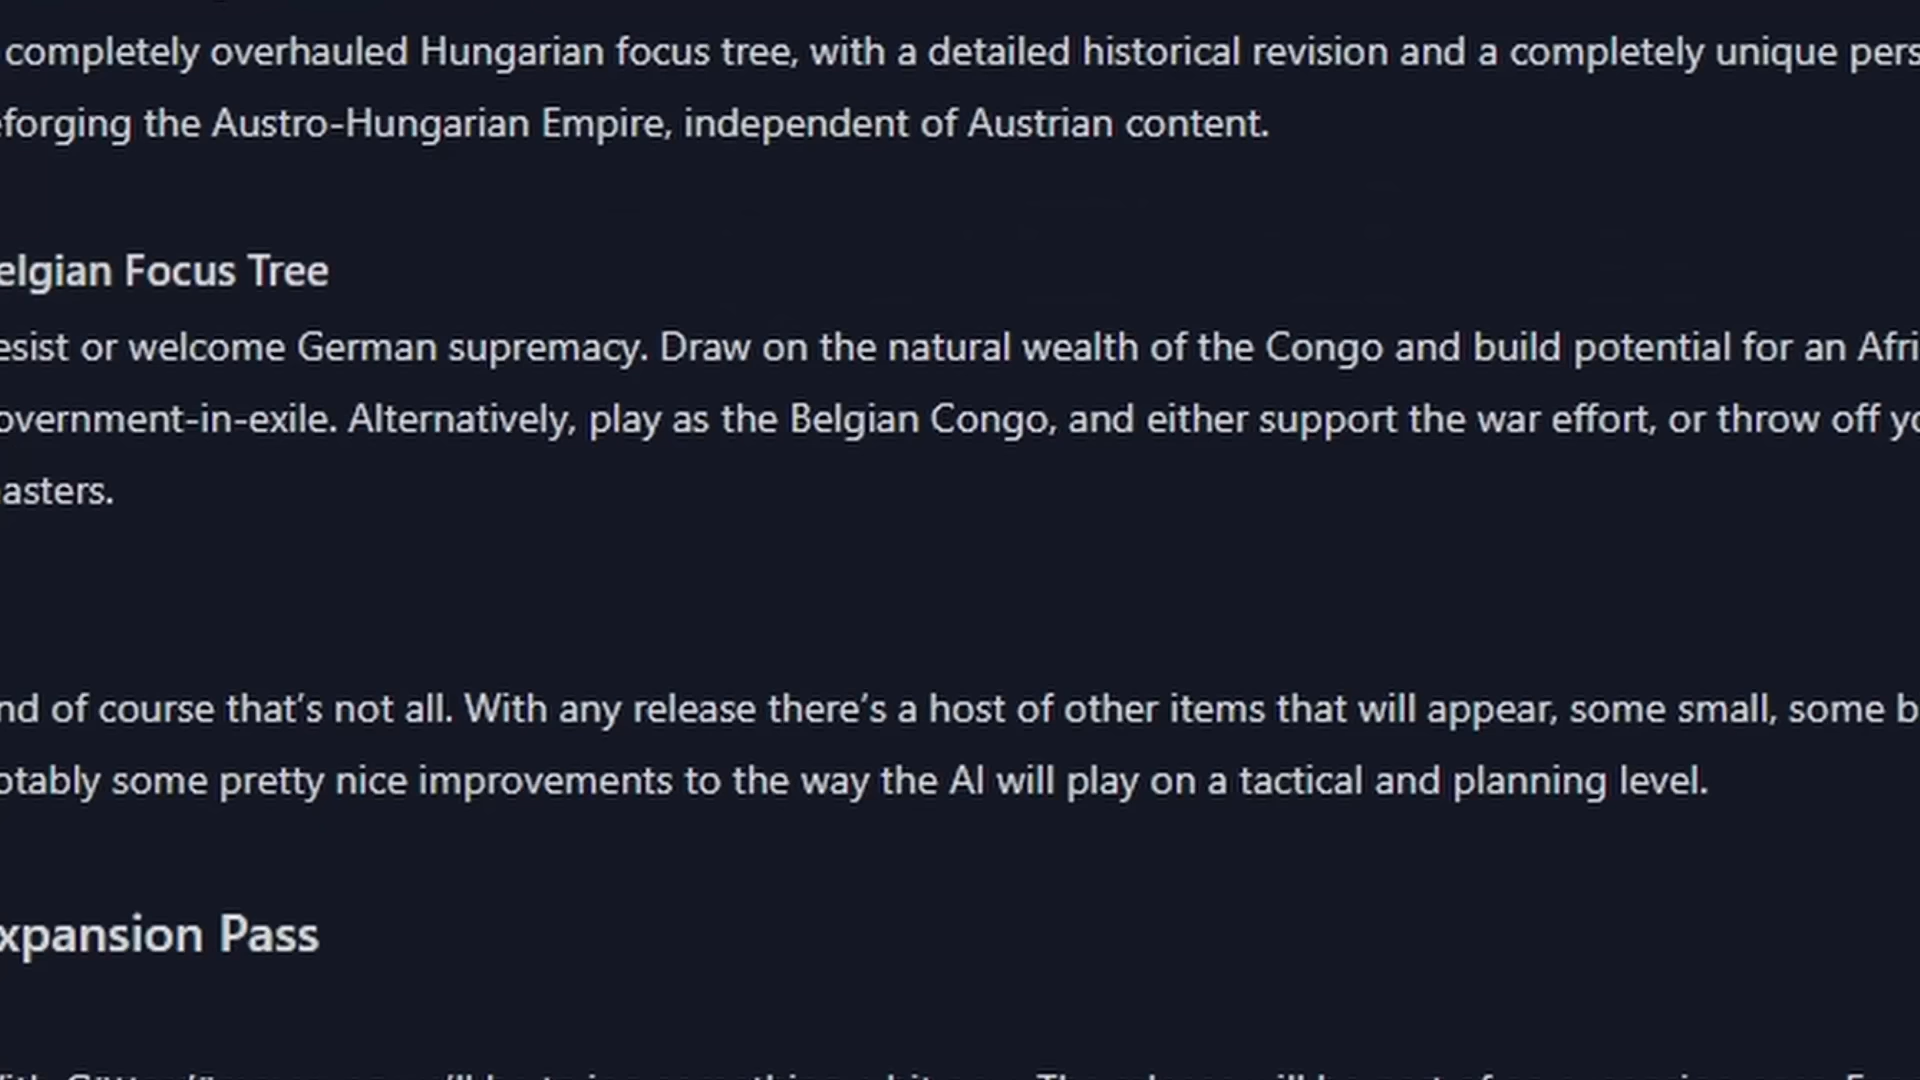 completely overhauled Hungarian focus tree, with a detailed historical revision and a completely unique pers
eforging the Austro-Hungarian Empire, independent of Austrian content.
elgian Focus Tree
esist or welcome German supremacy. Draw on the natural wealth of the Congo and build potential for an Afri
overnment-in-exile. Alternatively, play as the Belgian Congo, and either support the war effort, or throw off yo
asters.
nd of course that’s not all. With any release there’s a host of other items that will appear, some small, some b
otably some pretty nice improvements to the way the AI will play on a tactical and planning level.
xpansion Pass